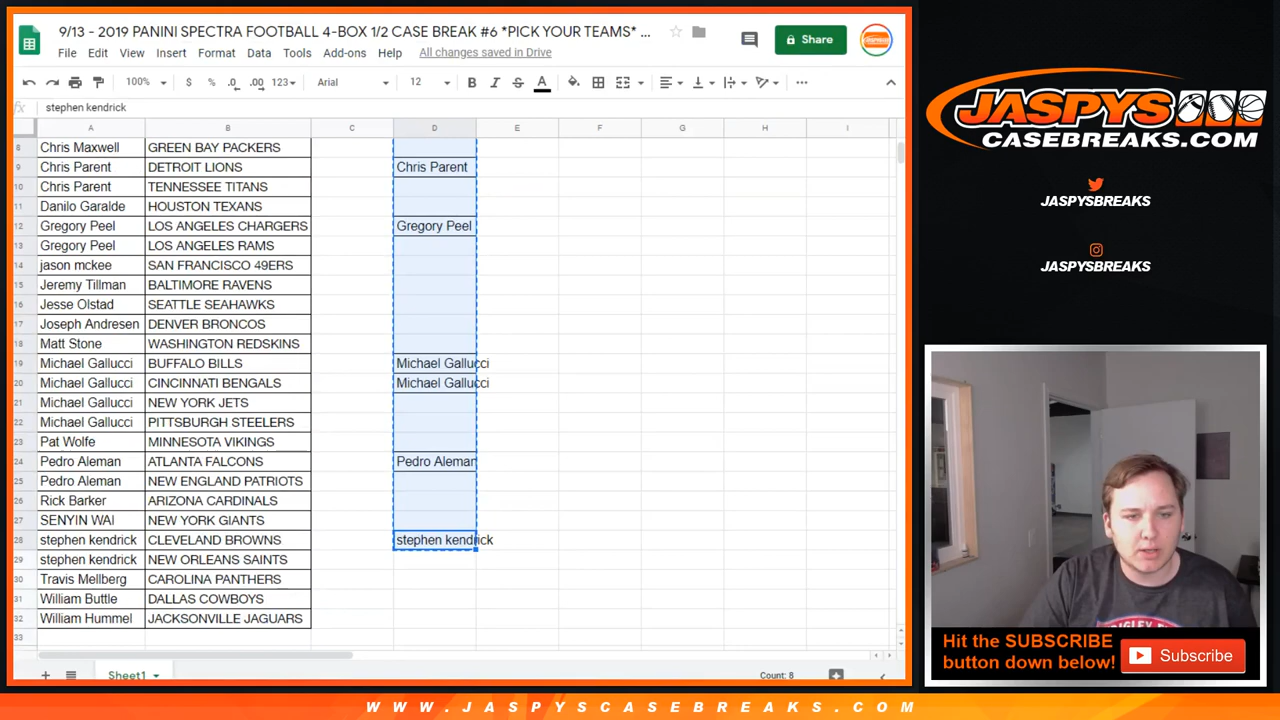 9/13 - 2019 PANINI SPECTRA FOOTBALL 4-BOX 1/2 CASE BREAK #6 *PICK YOUR TEAMS* ...
File Edit View Insert Format Data Tools Add-ons Help All changes saved in Drive
Share
100% $ % .0 .00 123 Arial 12 B I S A
fx stephen kendrick
A B C D E F G H I
8 Chris Maxwell GREEN BAY PACKERS
9 Chris Parent DETROIT LIONS Chris Parent
10 Chris Parent TENNESSEE TITANS
11 Danilo Garalde HOUSTON TEXANS
12 Gregory Peel LOS ANGELES CHARGERS Gregory Peel
13 Gregory Peel LOS ANGELES RAMS
14 jason mckee SAN FRANCISCO 49ERS
15 Jeremy Tillman BALTIMORE RAVENS
16 Jesse Olstad SEATTLE SEAHAWKS
17 Joseph Andresen DENVER BRONCOS
18 Matt Stone WASHINGTON REDSKINS
19 Michael Gallucci BUFFALO BILLS Michael Gallucci
20 Michael Gallucci CINCINNATI BENGALS Michael Gallucci
21 Michael Gallucci NEW YORK JETS
22 Michael Gallucci PITTSBURGH STEELERS
23 Pat Wolfe MINNESOTA VIKINGS
24 Pedro Aleman ATLANTA FALCONS Pedro Aleman
25 Pedro Aleman NEW ENGLAND PATRIOTS
26 Rick Barker ARIZONA CARDINALS
27 SENYIN WAI NEW YORK GIANTS
28 stephen kendrick CLEVELAND BROWNS stephen kendrick
29 stephen kendrick NEW ORLEANS SAINTS
30 Travis Mellberg CAROLINA PANTHERS
31 William Buttle DALLAS COWBOYS
32 William Hummel JACKSONVILLE JAGUARS
33
Sheet1 Count: 8
JASPYS
CASEBREAKS.COM
JASPYSBREAKS
JASPYSBREAKS
Hit the SUBSCRIBE
button down below!
Subscribe
WWW.JASPYSCASEBREAKS.COM